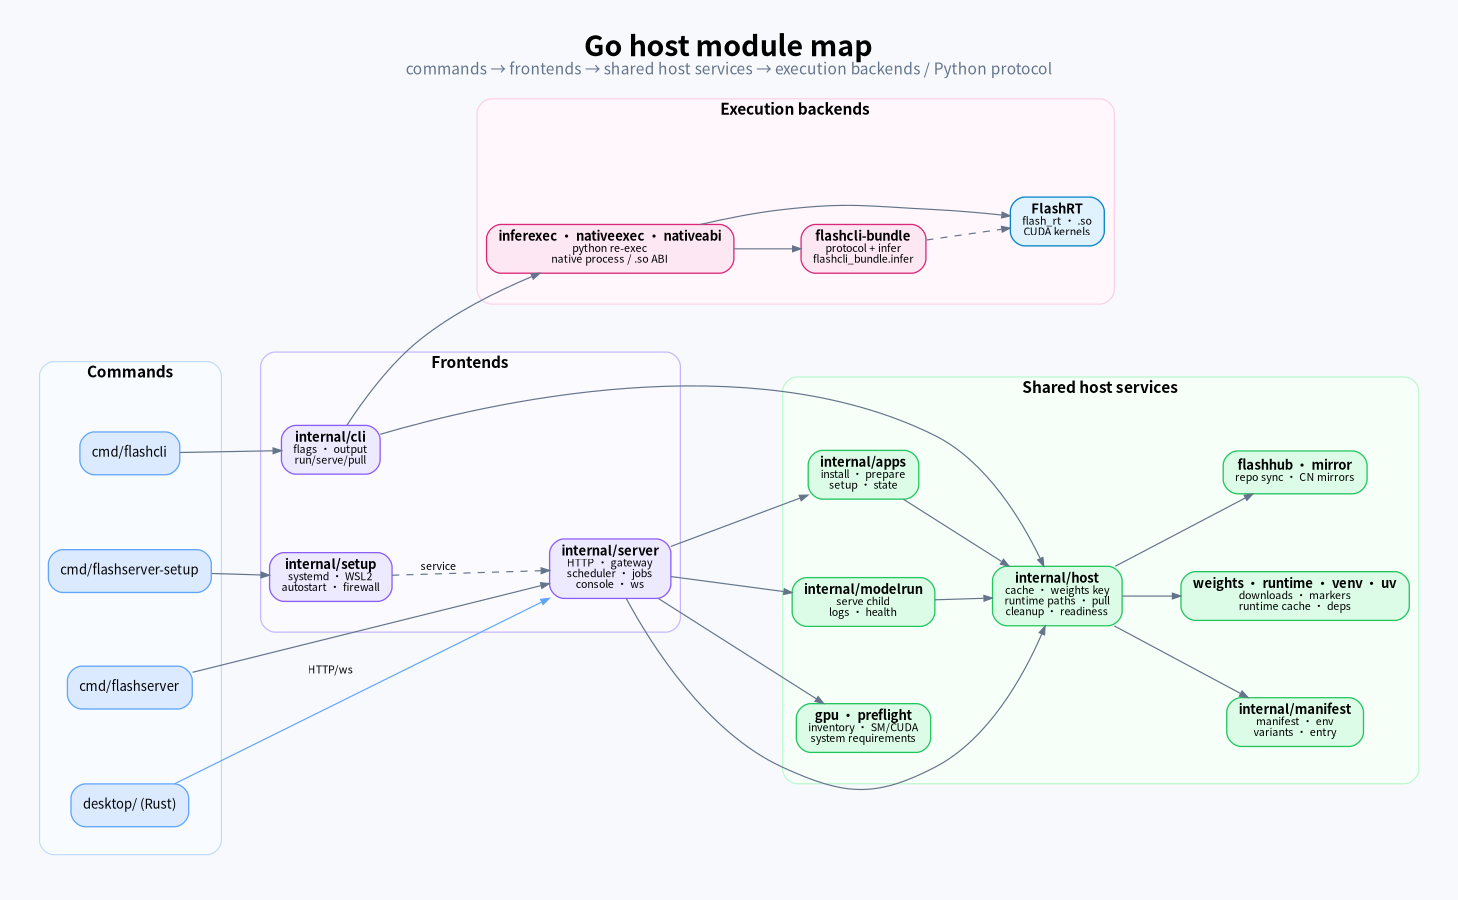 Go host module map
commands → frontends → shared host services → execution backends / Python protocol
Execution backends
inferexec • nativeexec • nativeabi
python re-exec
native process / .so ABI
flashcli-bundle
protocol + infer
flashcli_bundle.infer
FlashRT
flash_rt • .so
CUDA kernels
Commands
cmd/flashcli
cmd/flashserver-setup
cmd/flashserver
desktop/ (Rust)
Frontends
internal/cli
flags • output
run/serve/pull
internal/setup
systemd • WSL2
autostart • firewall
service
internal/server
HTTP • gateway
scheduler • jobs
console • ws
HTTP/ws
Shared host services
internal/apps
install • prepare
setup • state
internal/modelrun
serve child
logs • health
gpu • preflight
inventory • SM/CUDA
system requirements
internal/host
cache • weights key
runtime paths • pull
cleanup • readiness
flashhub • mirror
repo sync • CN mirrors
weights • runtime • venv • uv
downloads • markers
runtime cache • deps
internal/manifest
manifest • env
variants • entry